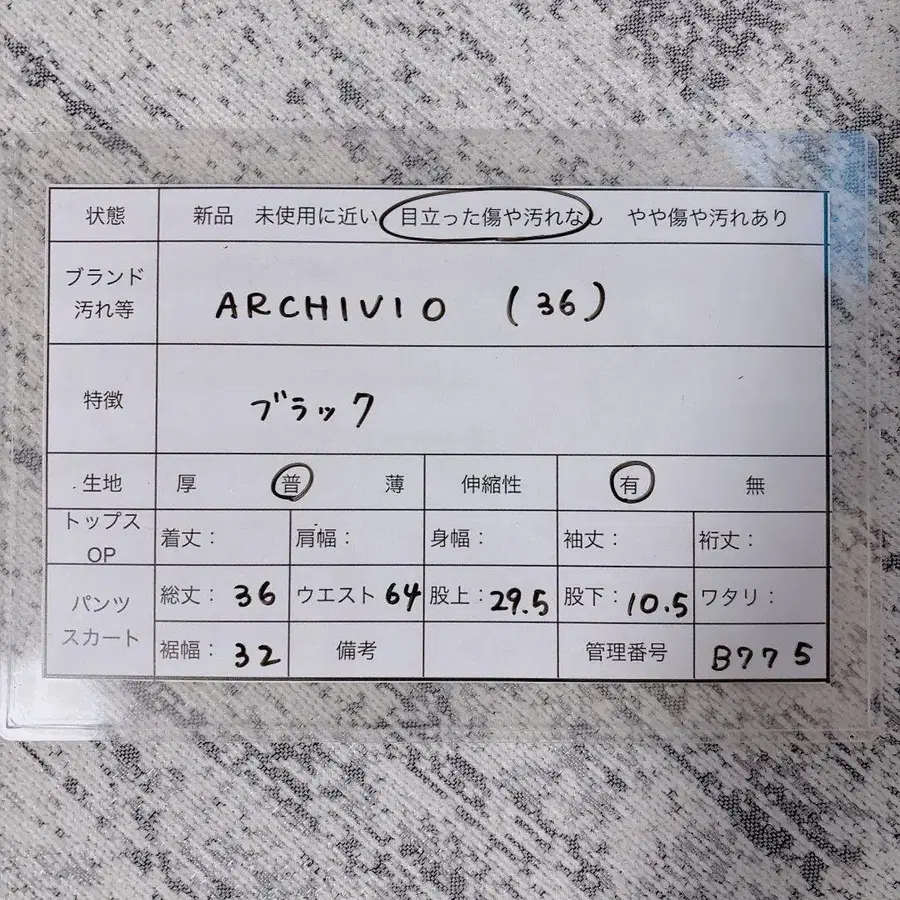 状態 新品 未使用に近い 目立った傷や汚れなし やや傷や汚れあり
ブランド
汚れ等
ARCHIVIO (36)
特徴 ブラック
生地 厚 普 薄 伸縮性 有 無
トップス
OP
着丈: 肩幅: 身幅: 袖丈: 裄丈:
パンツ
スカート
総丈: 36 ウエスト 64 股上: 29.5 股下: 10.5 ワタリ:
裾幅: 32 備考 管理番号 B775